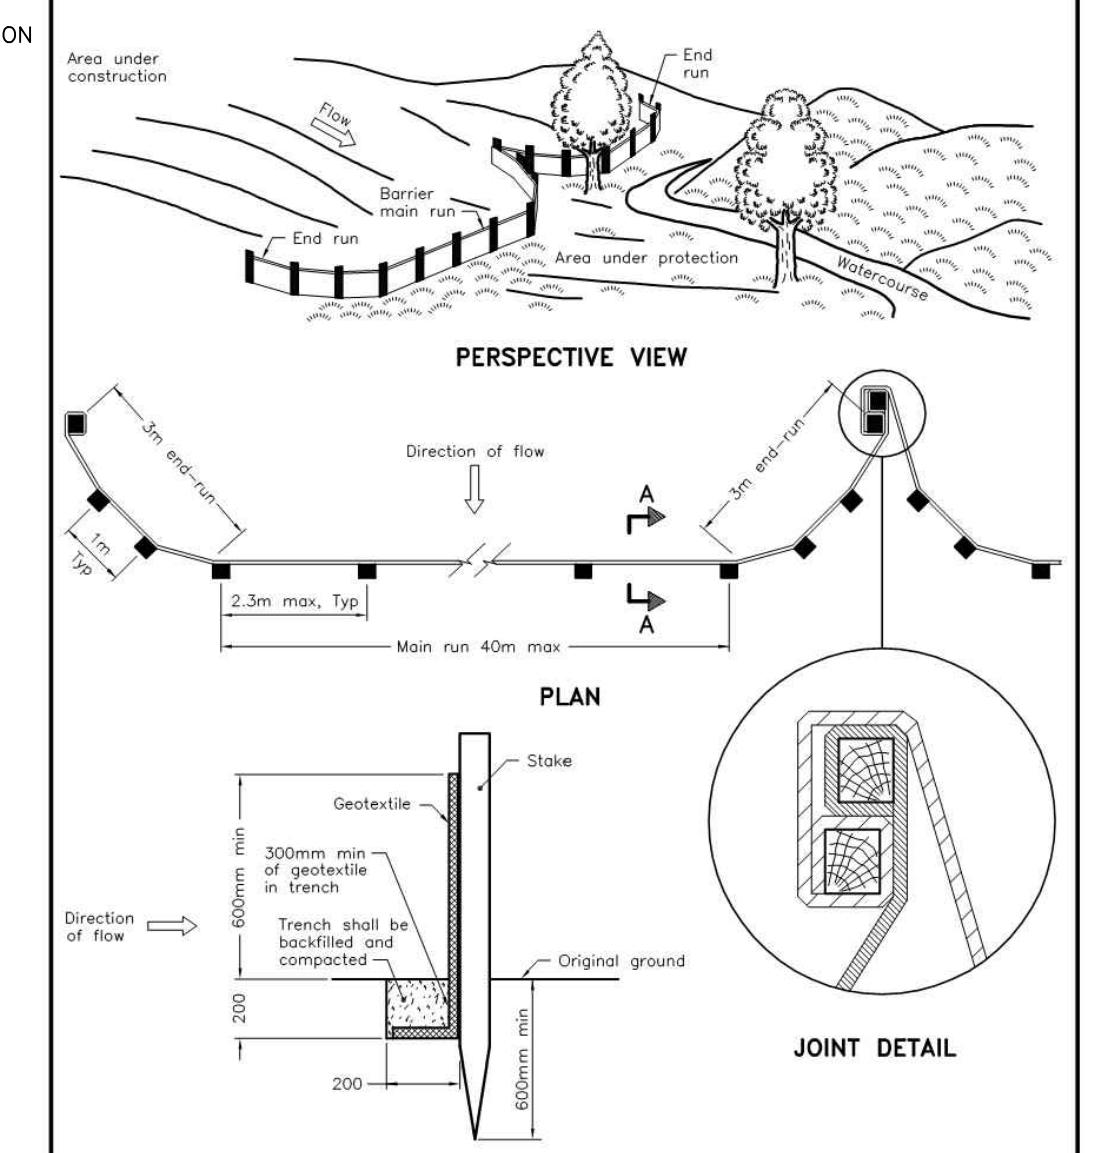 ON
Area under
construction
Flow
End
run
Barrier
main run
End run
Area under protection
Watercourse
PERSPECTIVE VIEW
3m end-run
Direction of flow
3m end-run
A
1m
Typ
2.3m max, Typ
A
Main run 40m max
PLAN
Stake
Geotextile
600mm min
300mm min
of geotextile
in trench
Direction
of flow
Trench shall be
backfilled and
compacted
Original ground
200
600mm min
200
JOINT DETAIL